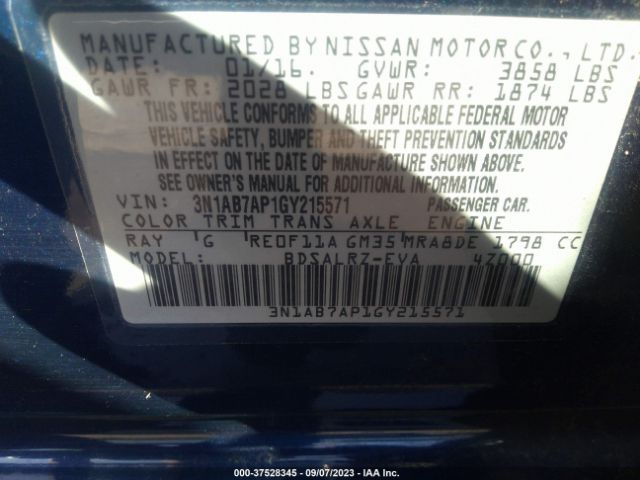 MANUFACTURED BY NISSAN MOTOR CO., LTD.
DATE: 01/16. GVWR: 3858 LBS
GAWR FR: 2028 LBS GAWR RR: 1874 LBS
THIS VEHICLE CONFORMS TO ALL APPLICABLE FEDERAL MOTOR
VEHICLE SAFETY, BUMPER AND THEFT PREVENTION STANDARDS
IN EFFECT ON THE DATE OF MANUFACTURE SHOWN ABOVE.
SEE OWNER'S MANUAL FOR ADDITIONAL INFORMATION
VIN: 3N1AB7AP1GY215571 PASSENGER CAR.
COLOR TRIM TRANS AXLE ENGINE
RAY G RE0F11A GM35 MRA8DE 1798 CC
MODEL: BDSALRZ-EVA 4Z000
3N1AB7AP1GY215571
000-37528345 - 09/07/2023 - IAA Inc.